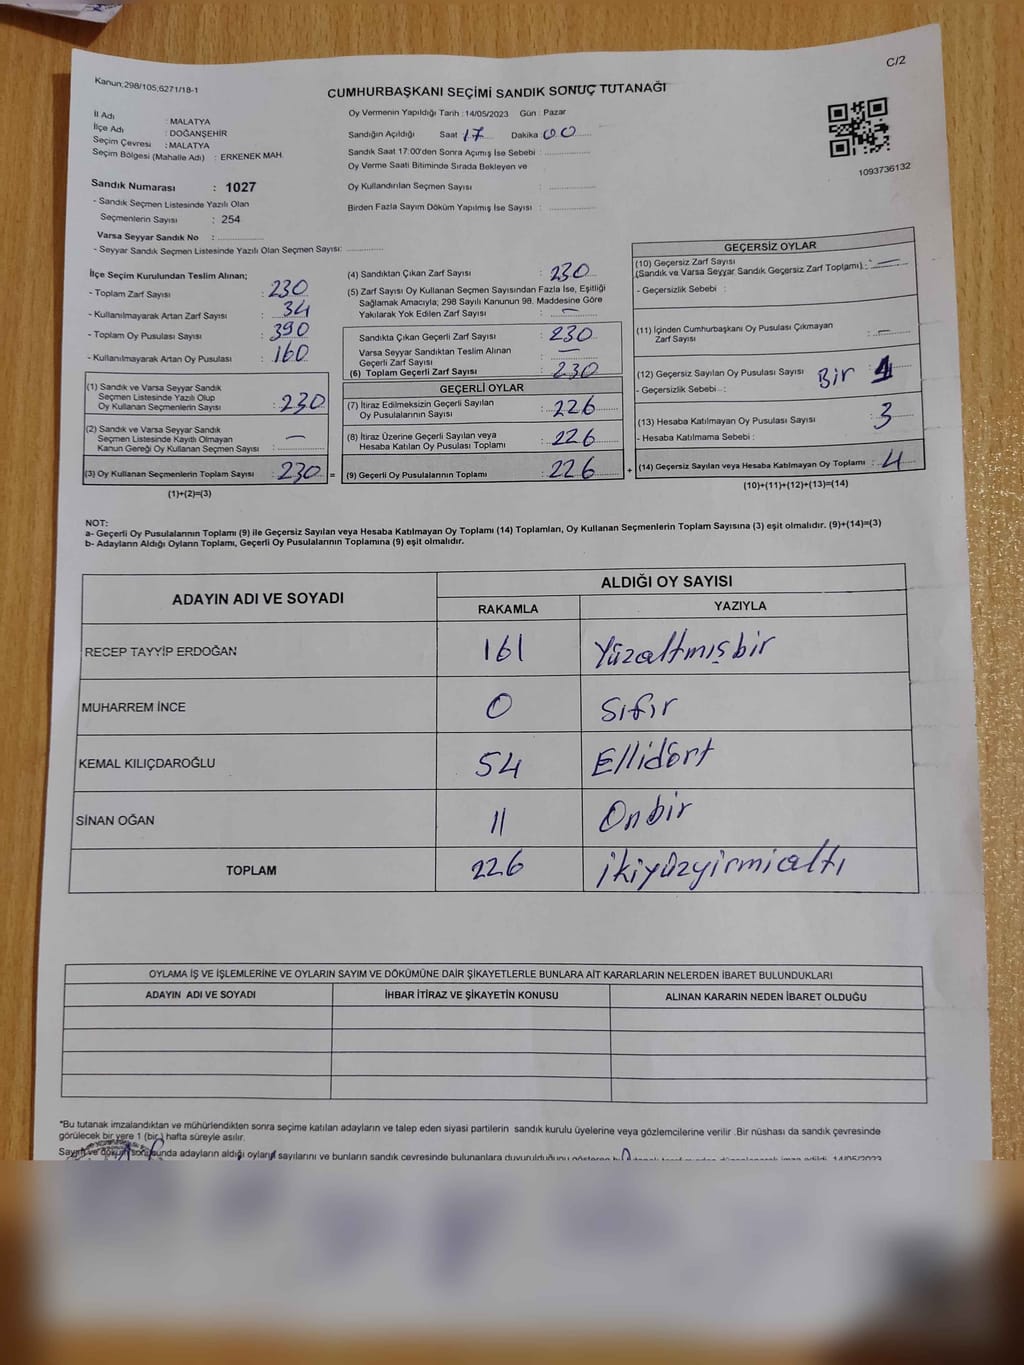 C/2
Kanun;298/105;6271/18-1
CUMHURBAŞKANI SEÇİMİ SANDIK SONUÇ TUTANAĞI
İl Adı : MALATYA
İlçe Adı : DOĞANŞEHİR
Seçim Çevresi : MALATYA
Seçim Bölgesi (Mahalle Adı) : ERKENEK MAH.
Sandık Numarası : 1027
- Sandık Seçmen Listesinde Yazılı Olan
Seçmenlerin Sayısı : 254
Varsa Seyyar Sandık No :
- Seyyar Sandık Seçmen Listesinde Yazılı Olan Seçmen Sayısı:
Oy Vermenin Yapıldığı Tarih :14/05/2023 Gün : Pazar
Sandığın Açıldığı Saat 17 Dakika 00
Sandık Saat 17:00'den Sonra Açımış İse Sebebi :
Oy Verme Saati Bitiminde Sırada Bekleyen ve
Oy Kullandırılan Seçmen Sayısı :
Birden Fazla Sayım Döküm Yapılmış İse Sayısı :
1093736132
İlçe Seçim Kurulundan Teslim Alınan;
- Toplam Zarf Sayısı : 230
- Kullanılmayarak Artan Zarf Sayısı : 34
- Toplam Oy Pusulası Sayısı : 390
- Kullanılmayarak Artan Oy Pusulası : 160
(1) Sandık ve Varsa Seyyar Sandık
Seçmen Listesinde Yazılı Olup
Oy Kullanan Seçmenlerin Sayısı : 230
(2) Sandık ve Varsa Seyyar Sandık
Seçmen Listesinde Kayıtlı Olmayan
Kanun Gereği Oy Kullanan Seçmen Sayısı : —
(3) Oy Kullanan Seçmenlerin Toplam Sayısı : 230 =
(1)+(2)=(3)
(4) Sandıktan Çıkan Zarf Sayısı : 230
(5) Zarf Sayısı Oy Kullanan Seçmen Sayısından Fazla İse, Eşitliği
Sağlamak Amacıyla; 298 Sayılı Kanunun 98. Maddesine Göre
Yakılarak Yok Edilen Zarf Sayısı : —
Sandıkta Çıkan Geçerli Zarf Sayısı : 230
Varsa Seyyar Sandıktan Teslim Alınan
Geçerli Zarf Sayısı : —
(6) Toplam Geçerli Zarf Sayısı : 230
GEÇERLİ OYLAR
(7) İtiraz Edilmeksizin Geçerli Sayılan
Oy Pusulalarının Sayısı : 226
(8) İtiraz Üzerine Geçerli Sayılan veya
Hesaba Katılan Oy Pusulası Toplamı : 226
(9) Geçerli Oy Pusulalarının Toplamı : 226 +
GEÇERSİZ OYLAR
(10) Geçersiz Zarf Sayısı
(Sandık ve Varsa Seyyar Sandık Geçersiz Zarf Toplamı) : —
- Geçersizlik Sebebi :
(11) İçinden Cumhurbaşkanı Oy Pusulası Çıkmayan
Zarf Sayısı : —
(12) Geçersiz Sayılan Oy Pusulası Sayısı : Bir 1
- Geçersizlik Sebebi :
(13) Hesaba Katılmayan Oy Pusulası Sayısı : 3
- Hesaba Katılmama Sebebi :
(14) Geçersiz Sayılan veya Hesaba Katılmayan Oy Toplamı : 4
(10)+(11)+(12)+(13)=(14)
NOT:
a- Geçerli Oy Pusulalarının Toplamı (9) ile Geçersiz Sayılan veya Hesaba Katılmayan Oy Toplamı (14) Toplamları, Oy Kullanan Seçmenlerin Toplam Sayısına (3) eşit olmalıdır. (9)+(14)=(3)
b- Adayların Aldığı Oyların Toplamı, Geçerli Oy Pusulalarının Toplamına (9) eşit olmalıdır.
ADAYIN ADI VE SOYADI ALDIĞI OY SAYISI
RAKAMLA YAZIYLA
RECEP TAYYİP ERDOĞAN 161 Yüzaltmışbir
MUHARREM İNCE 0 Sıfır
KEMAL KILIÇDAROĞLU 54 Ellidört
SİNAN OĞAN 11 Onbir
TOPLAM 226 ikiyüzyirmialtı
OYLAMA İŞ VE İŞLEMLERİNE VE OYLARIN SAYIM VE DÖKÜMÜNE DAİR ŞİKAYETLERLE BUNLARA AİT KARARLARIN NELERDEN İBARET BULUNDUKLARI
ADAYIN ADI VE SOYADI İHBAR İTİRAZ VE ŞİKAYETİN KONUSU ALINAN KARARIN NEDEN İBARET OLDUĞU
*Bu tutanak imzalandıktan ve mühürlendikten sonra seçime katılan adayların ve talep eden siyasi partilerin sandık kurulu üyelerine veya gözlemcilerine verilir .Bir nüshası da sandık çevresinde
görülecek bir yere 1 (bir ) hafta süreyle asılır.
Sayım ve döküm sonusunda adayların aldığı oyların sayılarını ve bunların sandık çevresinde bulunanlara duyurulduğunu gösteren